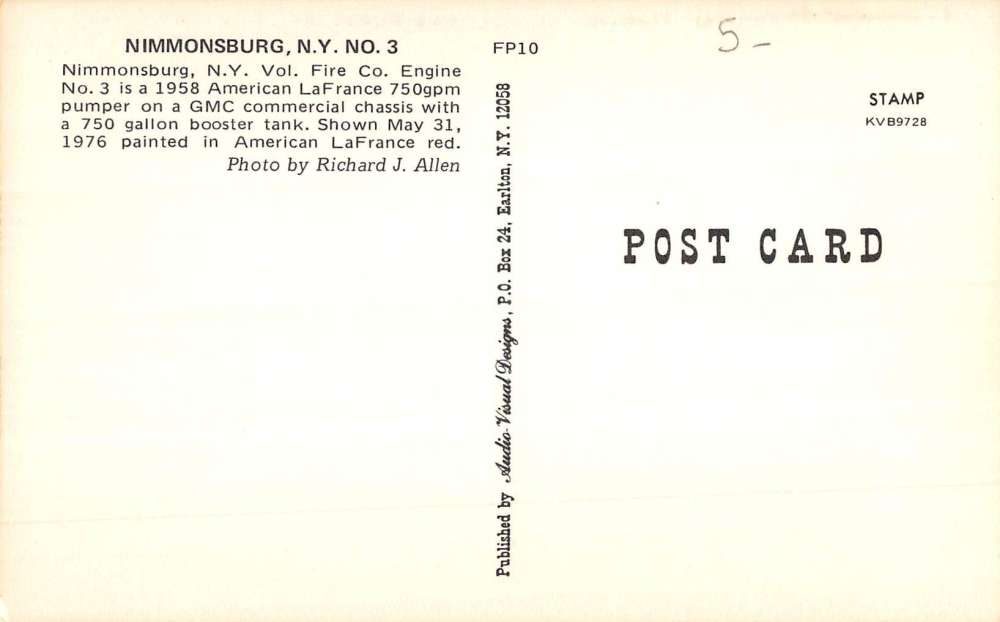 NIMMONSBURG, N.Y. NO. 3
Nimmonsburg, N.Y. Vol. Fire Co. Engine
No. 3 is a 1958 American LaFrance 750gpm
pumper on a GMC commercial chassis with
a 750 gallon booster tank. Shown May 31,
1976 painted in American LaFrance red.
Photo by Richard J. Allen
FP10
Published by Audio-Visual Designs, P.O. Box 24, Earlton, N.Y. 12058
5-
STAMP
KVB9728
POST CARD